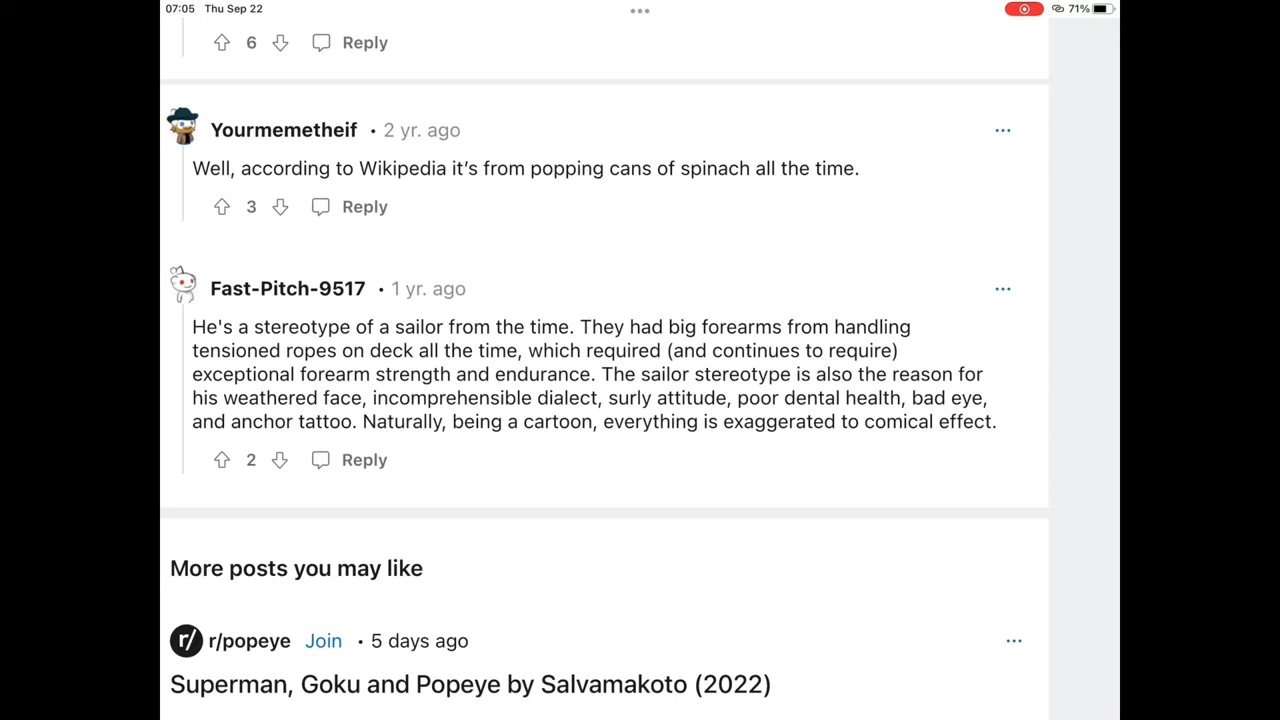 07:05 Thu Sep 22
71%
6 Reply
Yourmemetheif • 2 yr. ago
Well, according to Wikipedia it’s from popping cans of spinach all the time.
3 Reply
Fast-Pitch-9517 • 1 yr. ago
He's a stereotype of a sailor from the time. They had big forearms from handling
tensioned ropes on deck all the time, which required (and continues to require)
exceptional forearm strength and endurance. The sailor stereotype is also the reason for
his weathered face, incomprehensible dialect, surly attitude, poor dental health, bad eye,
and anchor tattoo. Naturally, being a cartoon, everything is exaggerated to comical effect.
2 Reply
More posts you may like
r/ r/popeye Join • 5 days ago
Superman, Goku and Popeye by Salvamakoto (2022)